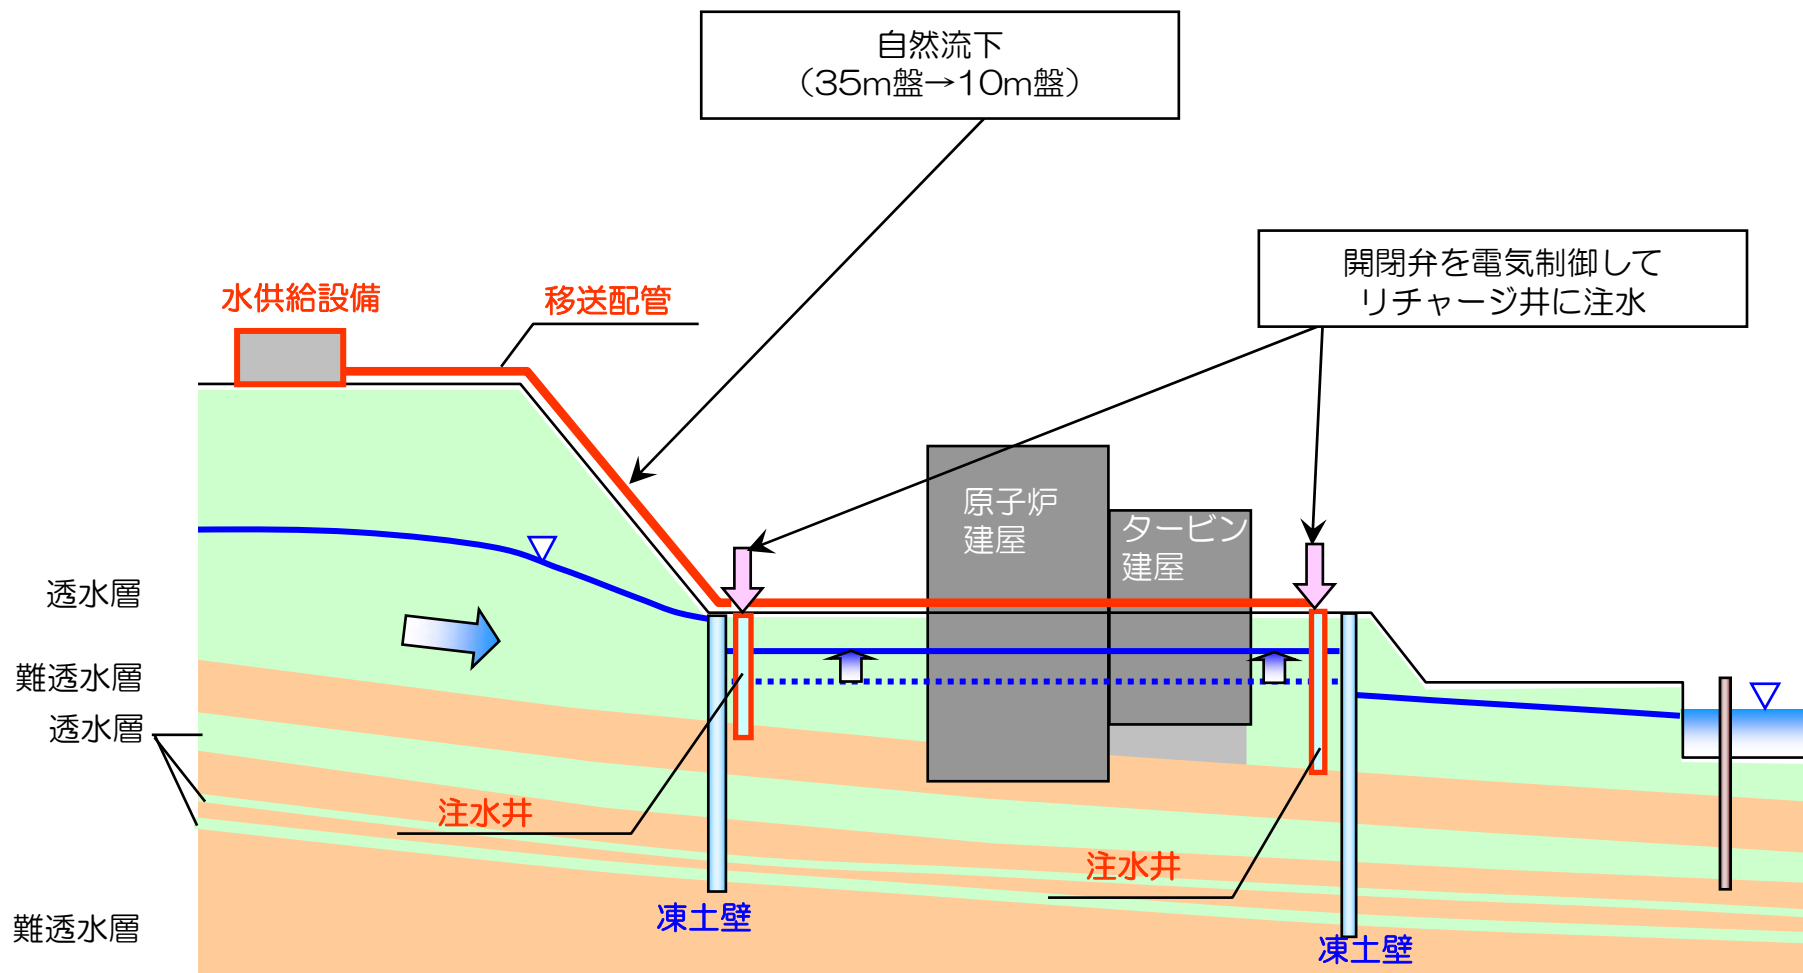 自然流下
（35m盤→10m盤）
開閉弁を電気制御して
リチャージ井に注水
水供給設備
移送配管
原子炉
建屋
タービン
建屋
透水層
難透水層
透水層
注水井
注水井
凍土壁
難透水層
凍土壁